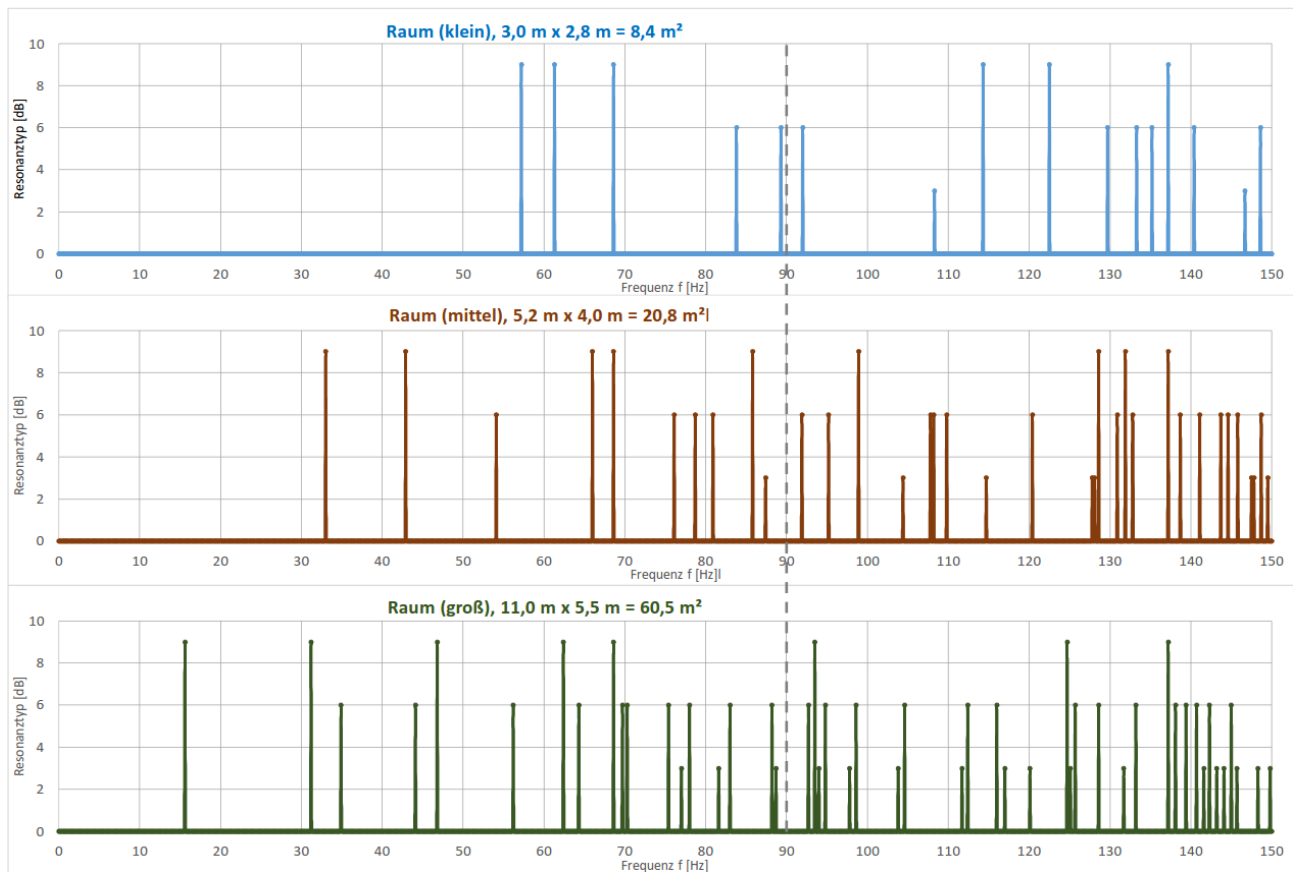 Raum (klein), 3,0 m x 2,8 m = 8,4 m²
Resonanztyp [dB]
10
8
6
4
2
0
0 10 20 30 40 50 60 70 80 90 100 110 120 130 140 150
Frequenz f [Hz]
Raum (mittel), 5,2 m x 4,0 m = 20,8 m²l
Resonanztyp [dB]
10
8
6
4
2
0
0 10 20 30 40 50 60 70 80 90 100 110 120 130 140 150
Frequenz f [Hz]l
Raum (groß), 11,0 m x 5,5 m = 60,5 m²
Resonanztyp [dB]
10
8
6
4
2
0
0 10 20 30 40 50 60 70 80 90 100 110 120 130 140 150
Frequenz f [Hz]